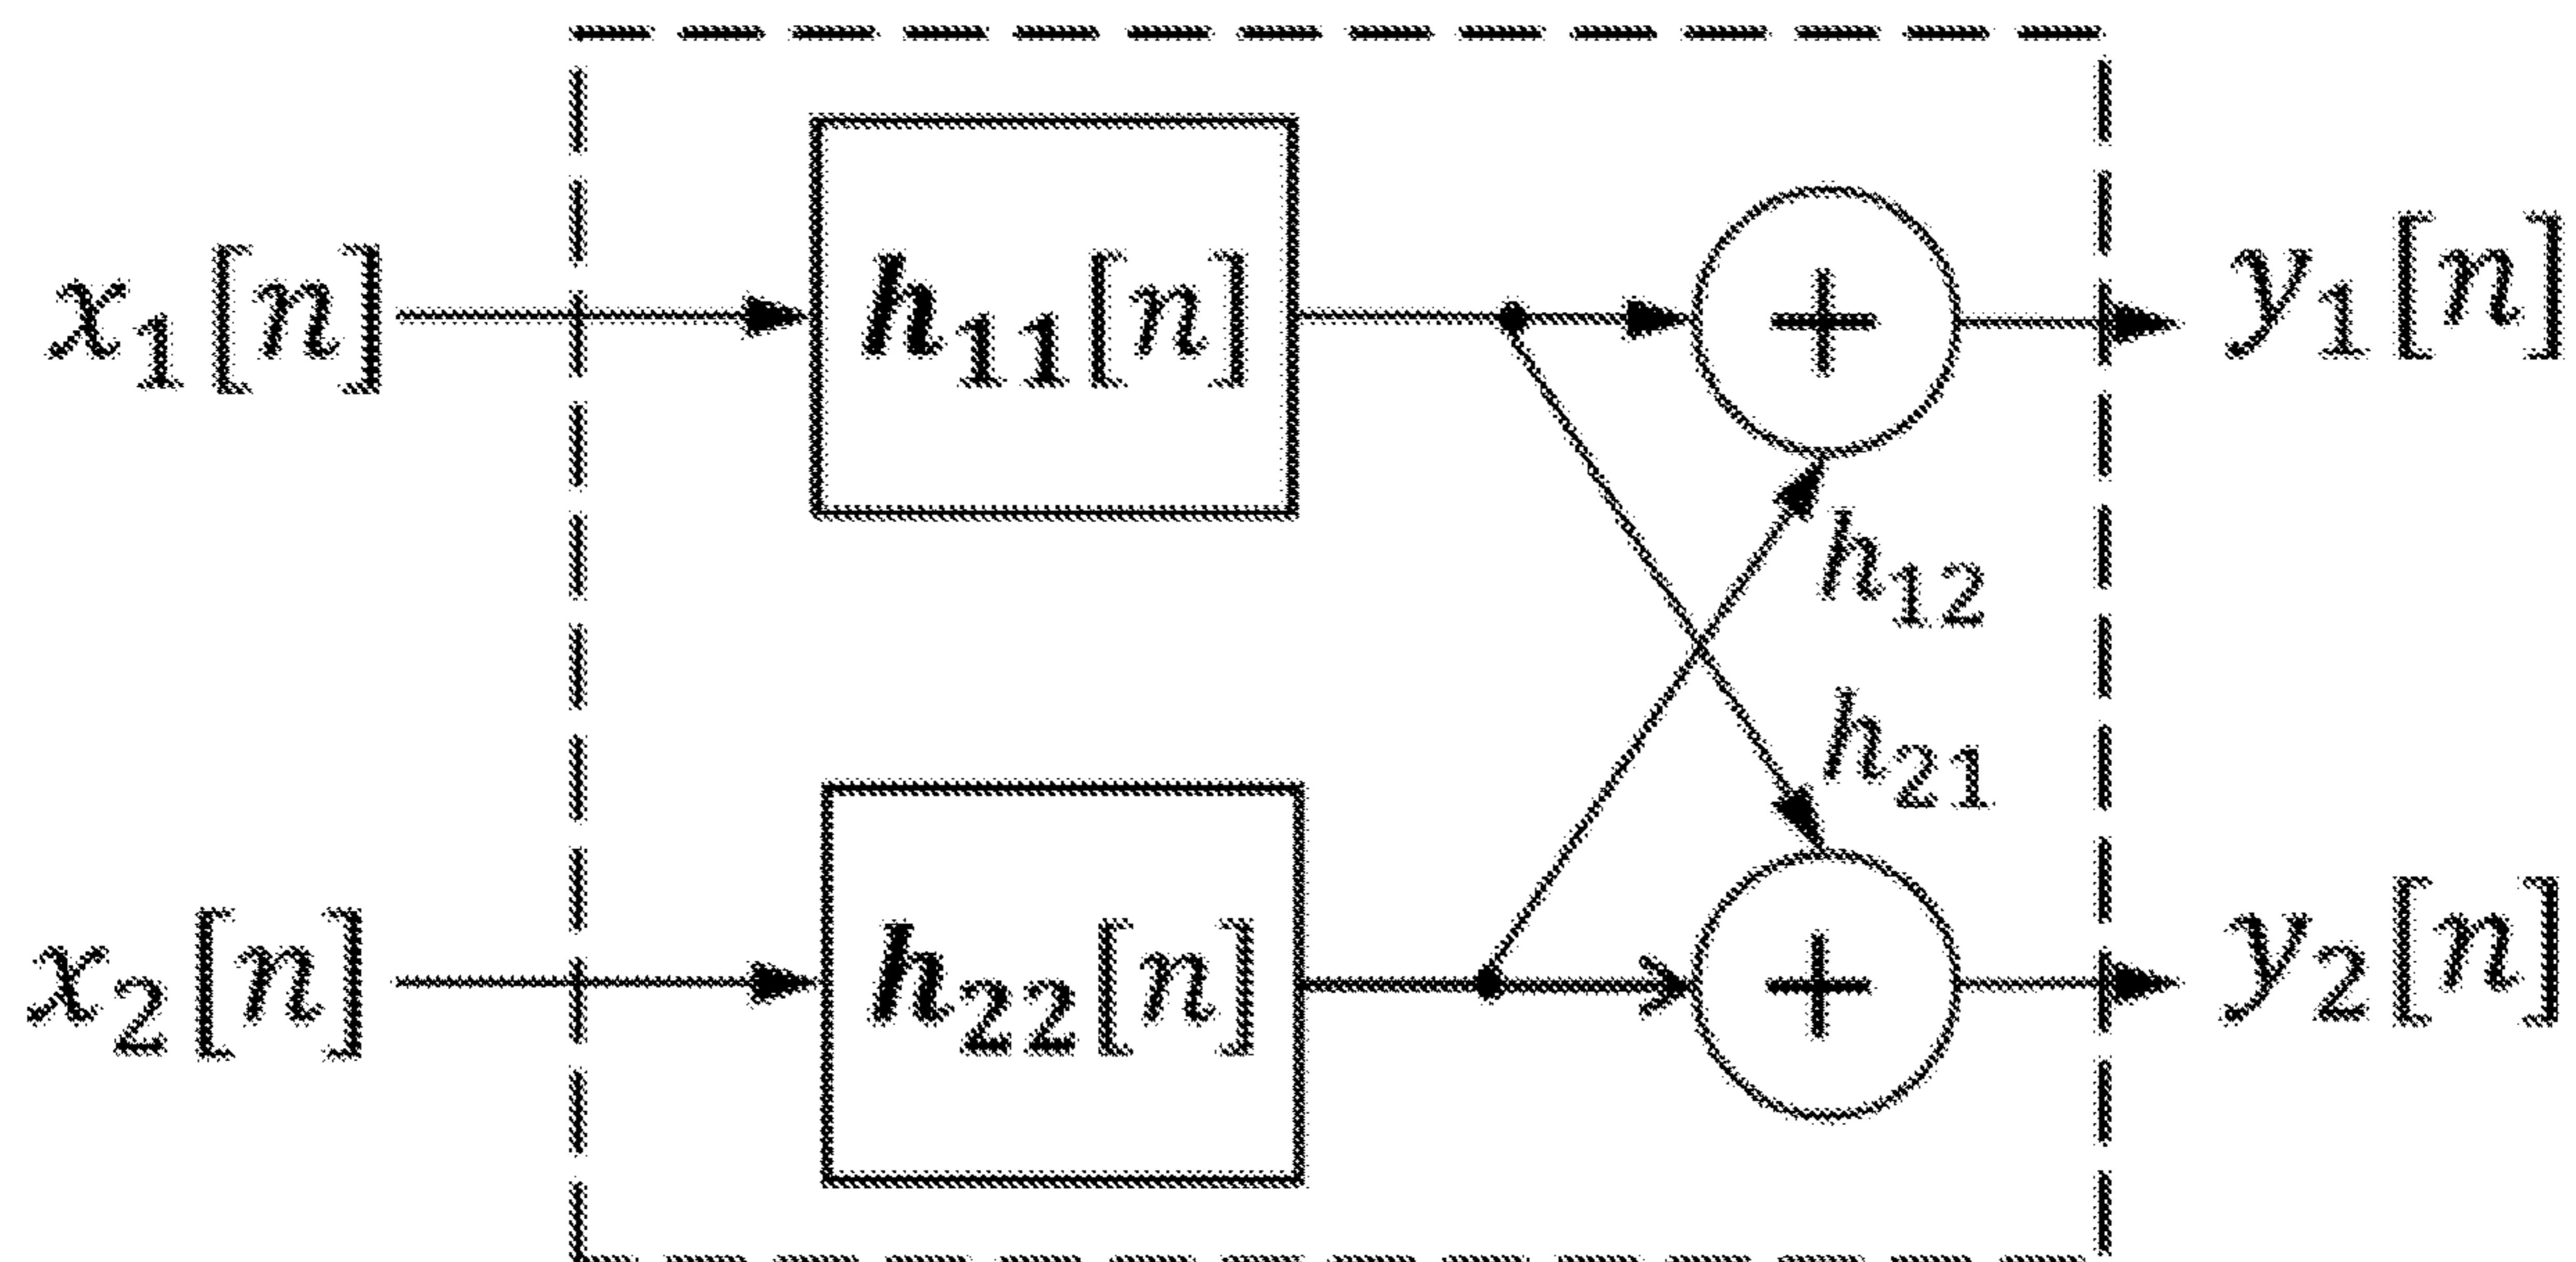 x₁[n] h₁₁[n] + y₁[n]
h₁₂
h₂₁
x₂[n] h₂₂[n] + y₂[n]